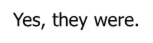 Yes, they were.